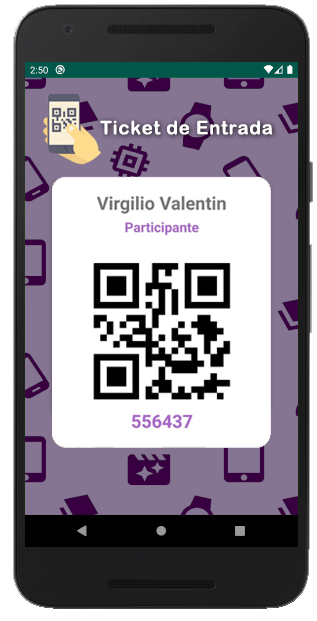 2:50
Ticket de Entrada
Virgilio Valentin
Participante
556437